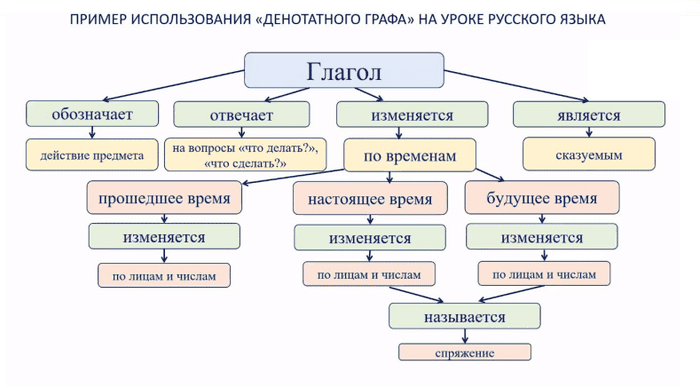 ПРИМЕР ИСПОЛЬЗОВАНИЯ «ДЕНОТАТНОГО ГРАФА» НА УРОКЕ РУССКОГО ЯЗЫКА
Глагол
обозначает
отвечает
изменяется
является
действие предмета
на вопросы «что делать?»,
«что сделать?»
по временам
сказуемым
прошедшее время
настоящее время
будущее время
изменяется
изменяется
изменяется
по лицам и числам
по лицам и числам
по лицам и числам
называется
спряжение